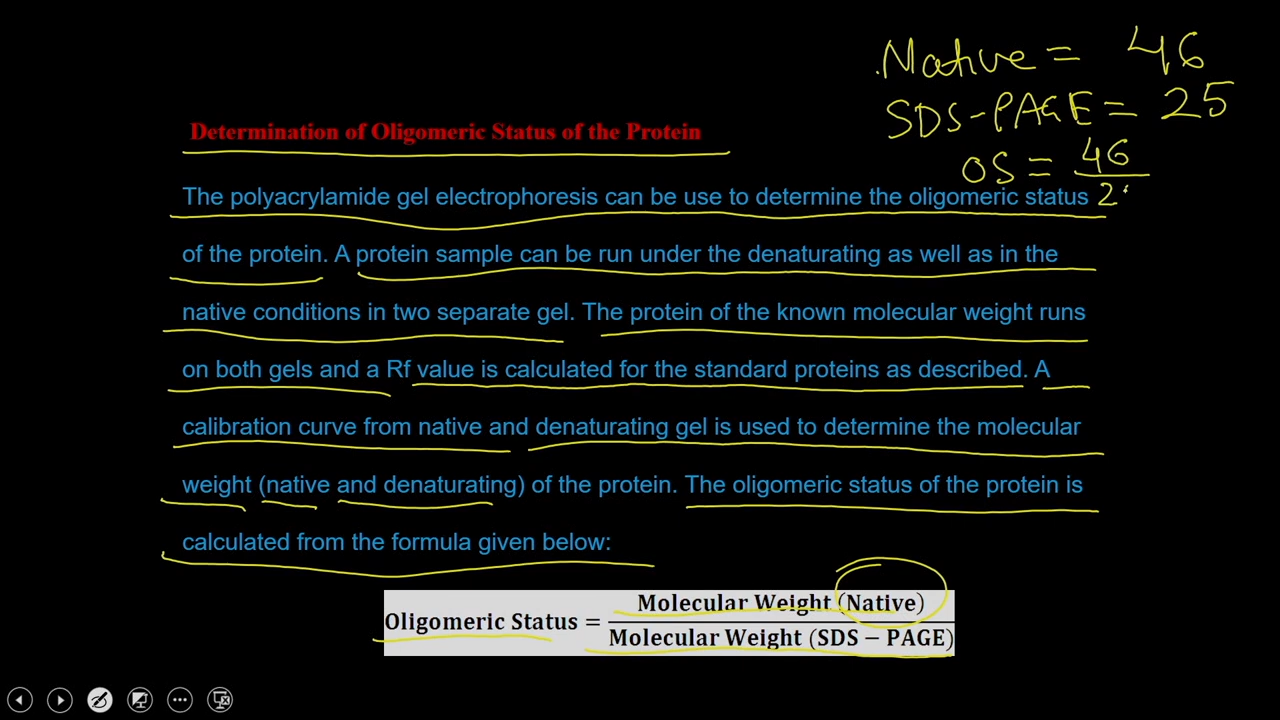 Native = 46
SDS-PAGE = 25
OS = 46
Determination of Oligomeric Status of the Protein
The polyacrylamide gel electrophoresis can be use to determine the oligomeric status
of the protein. A protein sample can be run under the denaturating as well as in the
native conditions in two separate gel. The protein of the known molecular weight runs
on both gels and a Rf value is calculated for the standard proteins as described. A
calibration curve from native and denaturating gel is used to determine the molecular
weight (native and denaturating) of the protein. The oligomeric status of the protein is
calculated from the formula given below:
Molecular Weight (Native)
Oligomeric Status =
Molecular Weight (SDS − PAGE)